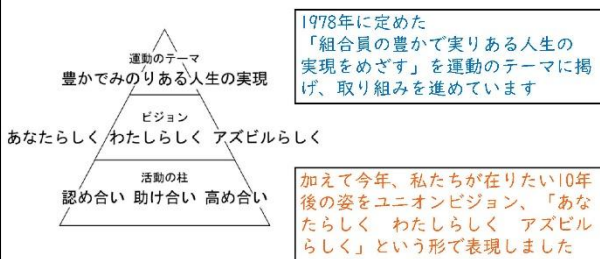 運動のテーマ
豊かでみのりある人生の実現
ビジョン
あなたらしく わたしらしく アズビルらしく
活動の柱
認め合い 助け合い 高め合い
1978年に定めた
「組合員の豊かで実りある人生の
実現をめざす」を運動のテーマに掲
げ、取り組みを進めています
加えて今年、私たちが在りたい10年
後の姿をユニオンビジョン、「あな
たらしく わたしらしく アズビル
らしく」という形で表現しました